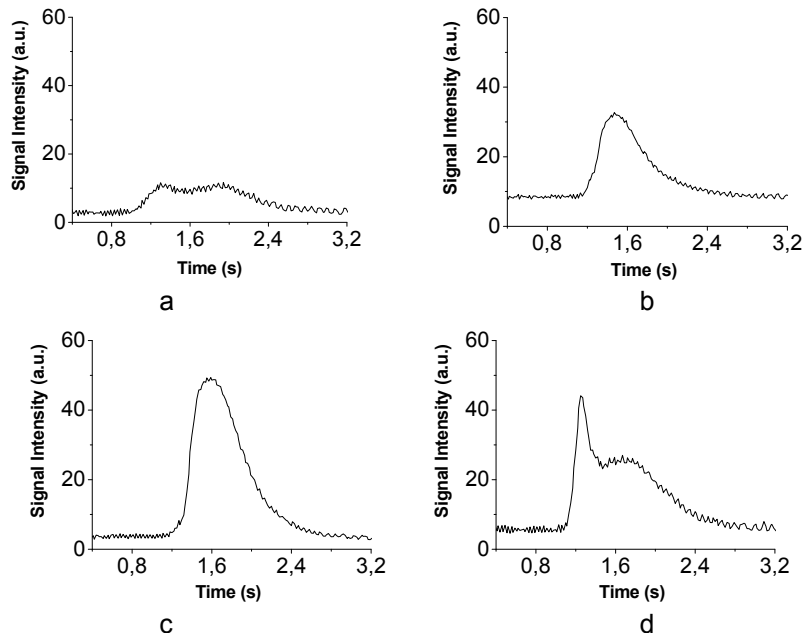 60
40
20
0
0,8 1,6 2,4 3,2
Signal Intensity (a.u.)
Time (s)
a
60
40
20
0
0,8 1,6 2,4 3,2
Signal Intensity (a.u.)
Time (s)
b
60
40
20
0
0,8 1,6 2,4 3,2
Signal Intensity (a.u.)
Time (s)
c
60
40
20
0
0,8 1,6 2,4 3,2
Signal Intensity (a.u.)
Time (s)
d